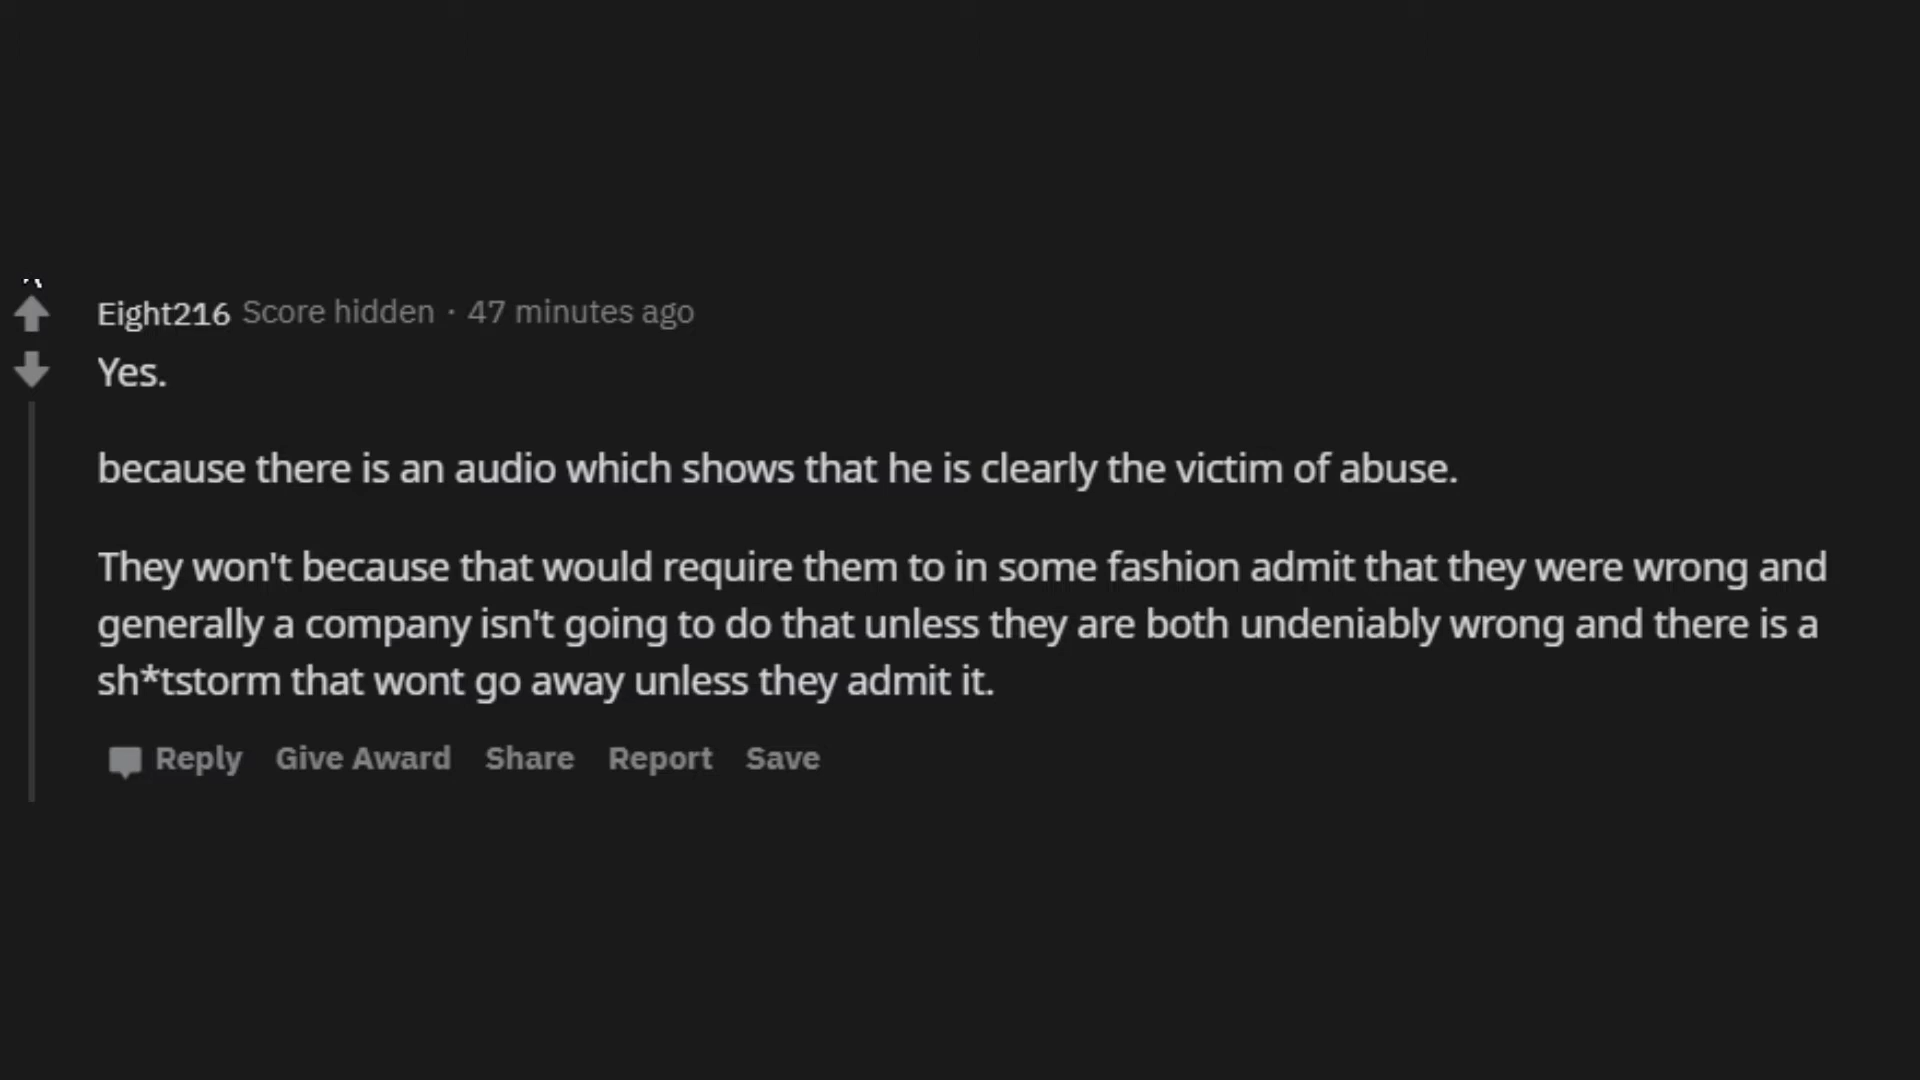 Eight216 Score hidden · 47 minutes ago
Yes.
because there is an audio which shows that he is clearly the victim of abuse.
They won't because that would require them to in some fashion admit that they were wrong and
generally a company isn't going to do that unless they are both undeniably wrong and there is a
sh*tstorm that wont go away unless they admit it.
Reply Give Award Share Report Save